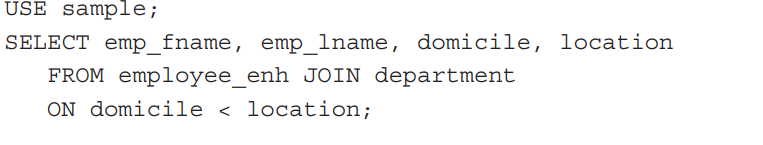 USE sample;
SELECT emp_fname, emp_lname, domicile, location
FROM employee_enh JOIN department
ON domicile < location;